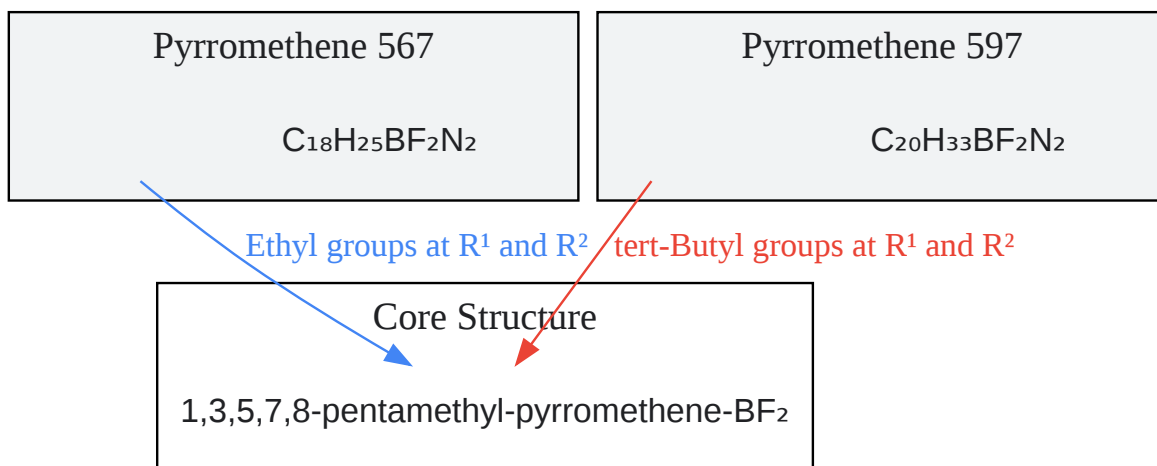 Pyrromethene 567
Pyrromethene 597
C₁₈H₂₅BF₂N₂
C₂₀H₃₃BF₂N₂
Ethyl groups at R¹ and R²
tert-Butyl groups at R¹ and R²
Core Structure
1,3,5,7,8-pentamethyl-pyrromethene-BF₂